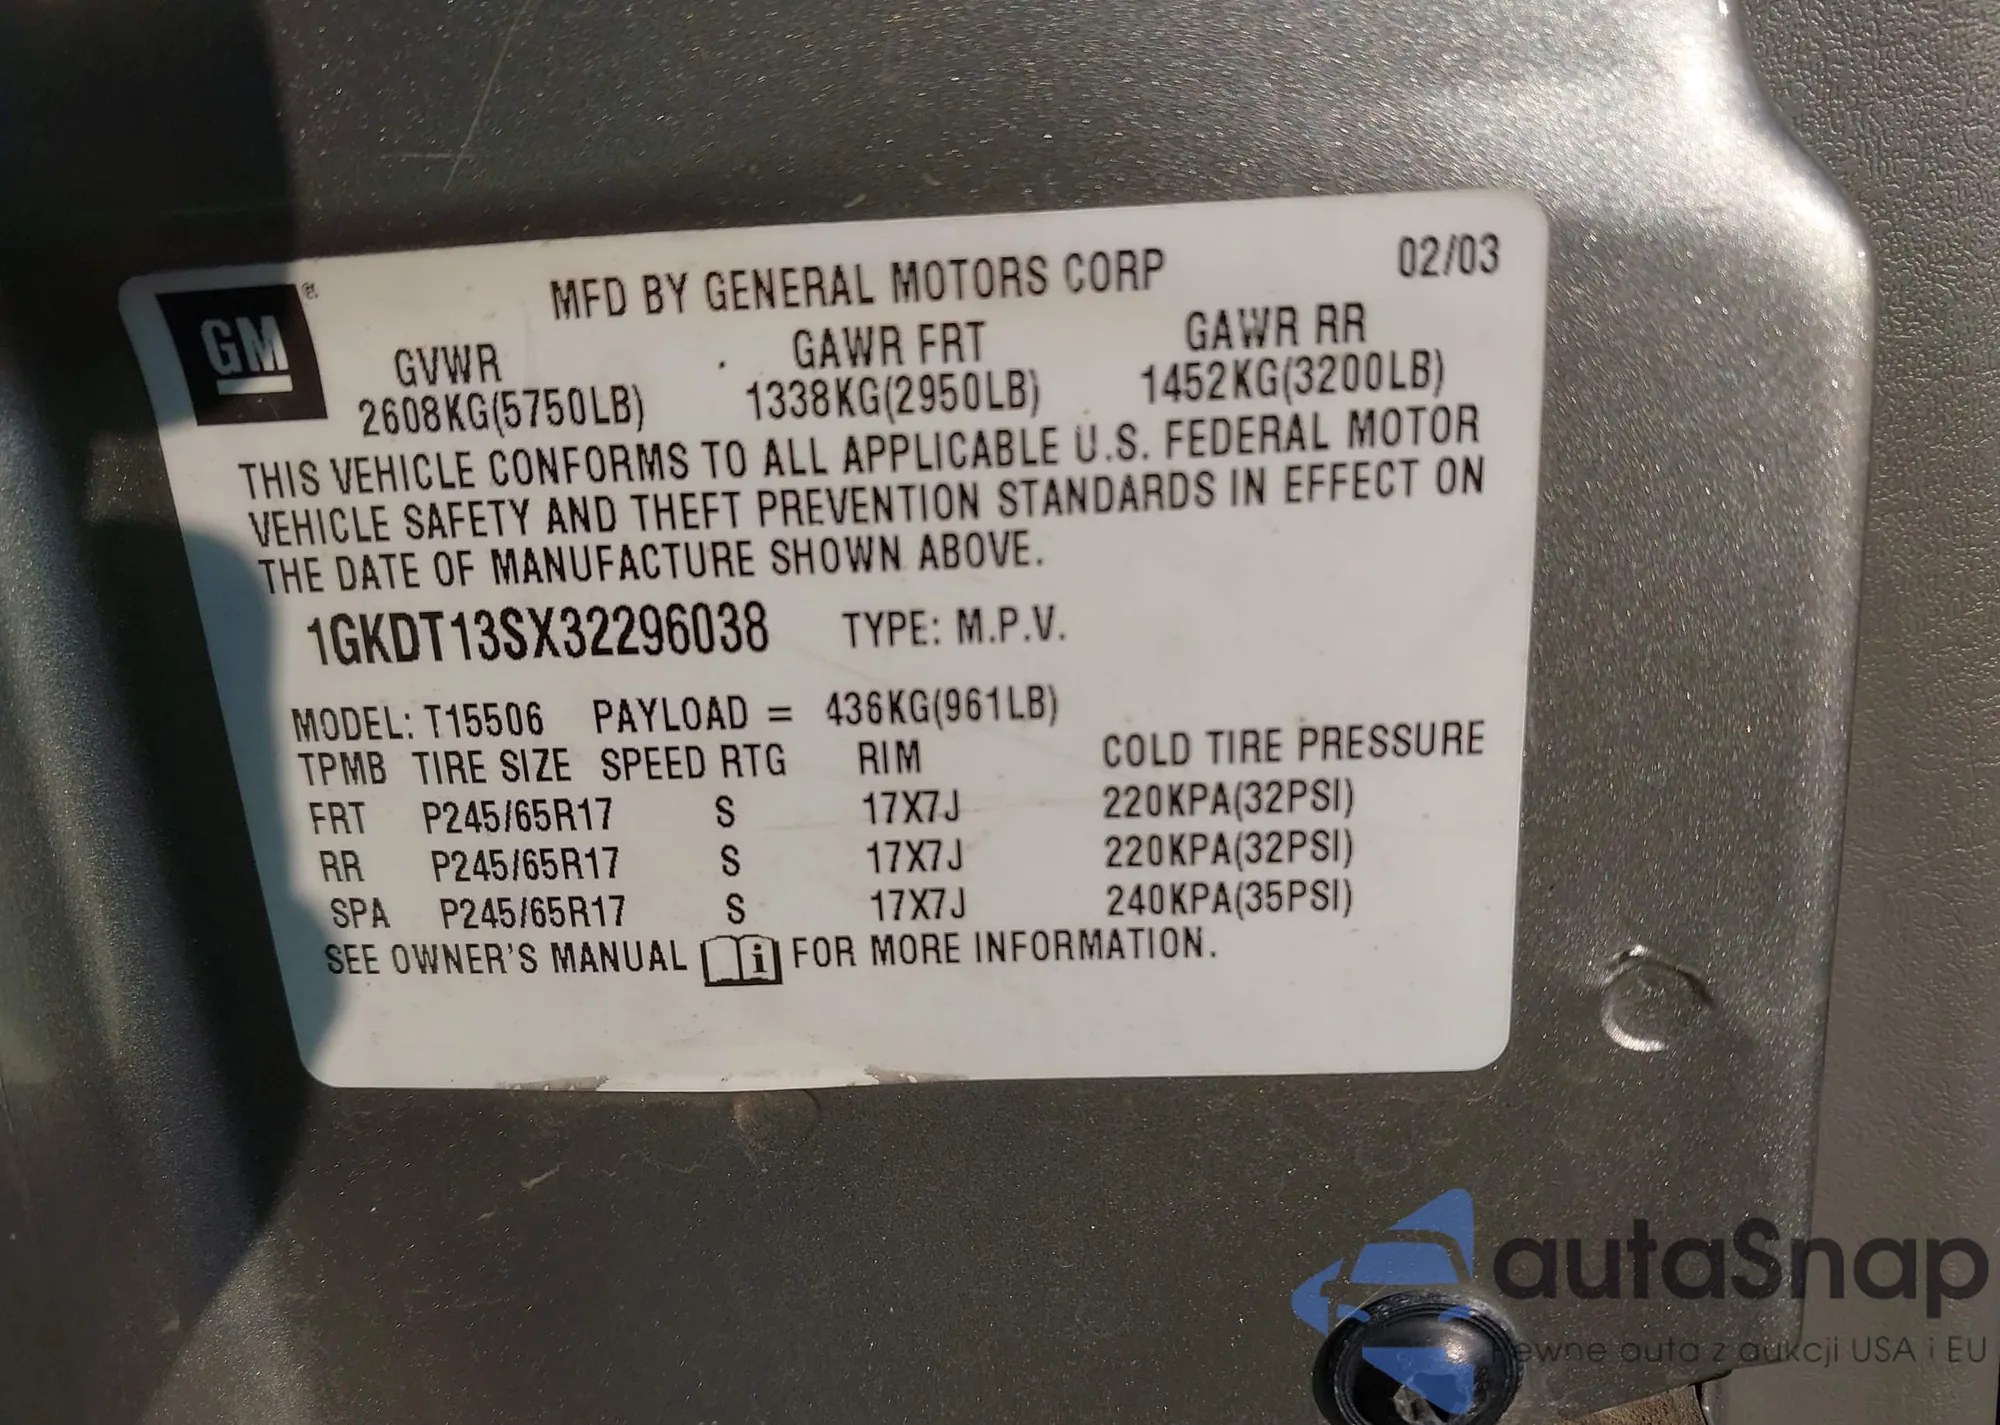 GM®
MFD BY GENERAL MOTORS CORP 02/03
GVWR GAWR FRT GAWR RR
2608KG(5750LB) 1338KG(2950LB) 1452KG(3200LB)
THIS VEHICLE CONFORMS TO ALL APPLICABLE U.S. FEDERAL MOTOR
VEHICLE SAFETY AND THEFT PREVENTION STANDARDS IN EFFECT ON
THE DATE OF MANUFACTURE SHOWN ABOVE.
1GKDT13SX32296038 TYPE: M.P.V.
MODEL: T15506 PAYLOAD = 436KG(961LB)
TPMB TIRE SIZE SPEED RTG RIM COLD TIRE PRESSURE
FRT P245/65R17 S 17X7J 220KPA(32PSI)
RR P245/65R17 S 17X7J 220KPA(32PSI)
SPA P245/65R17 S 17X7J 240KPA(35PSI)
SEE OWNER'S MANUAL i FOR MORE INFORMATION.
autaSnap
Pewne auta z aukcji USA i EU